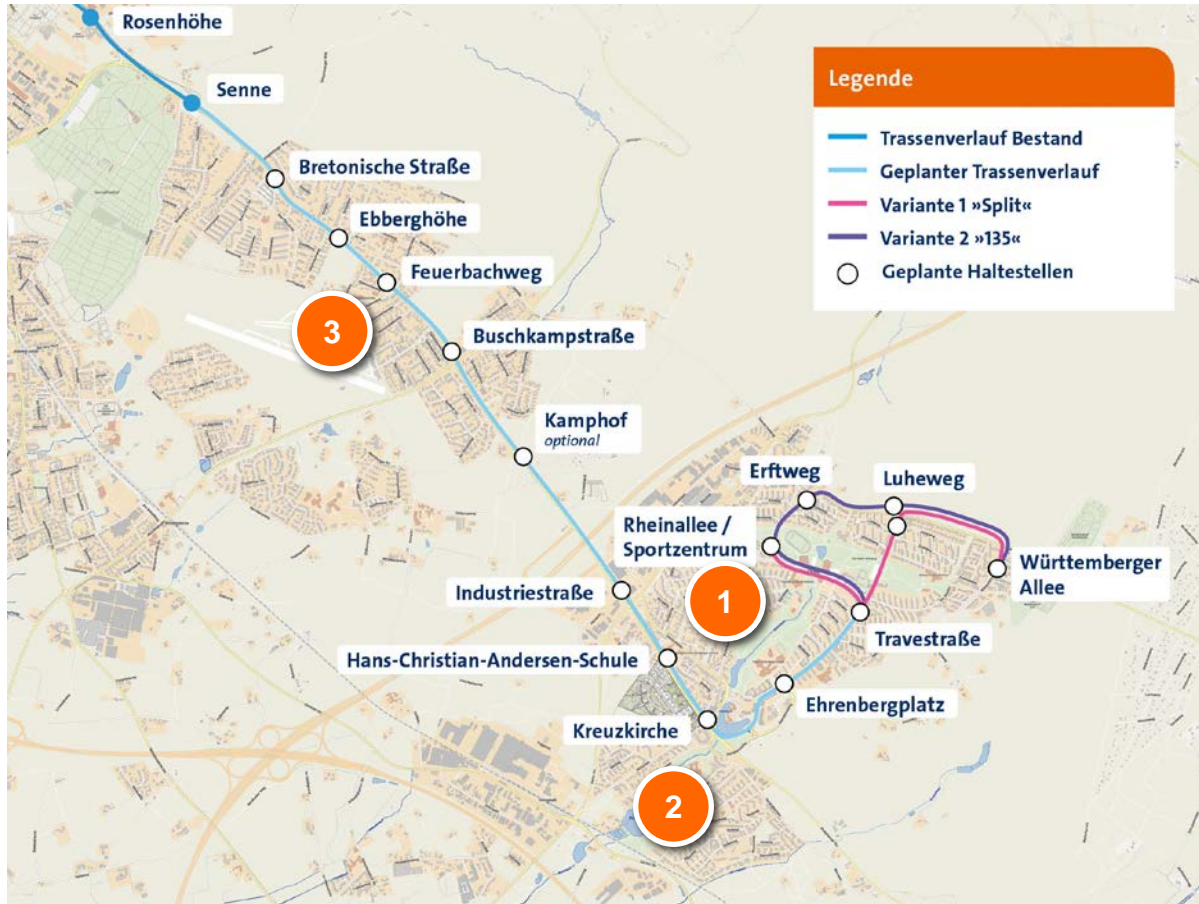 Rosenhöhe
Senne
Bretonische Straße
Ebberghöhe
Feuerbachweg
Buschkampstraße
Kamphof
optional
Erftweg
Luheweg
Rheinallee /
Sportzentrum
Württemberger
Allee
Industriestraße
Travestraße
Hans-Christian-Andersen-Schule
Ehrenbergplatz
Kreuzkirche
3
1
2
Legende
Trassenverlauf Bestand
Geplanter Trassenverlauf
Variante 1 »Split«
Variante 2 »135«
Geplante Haltestellen